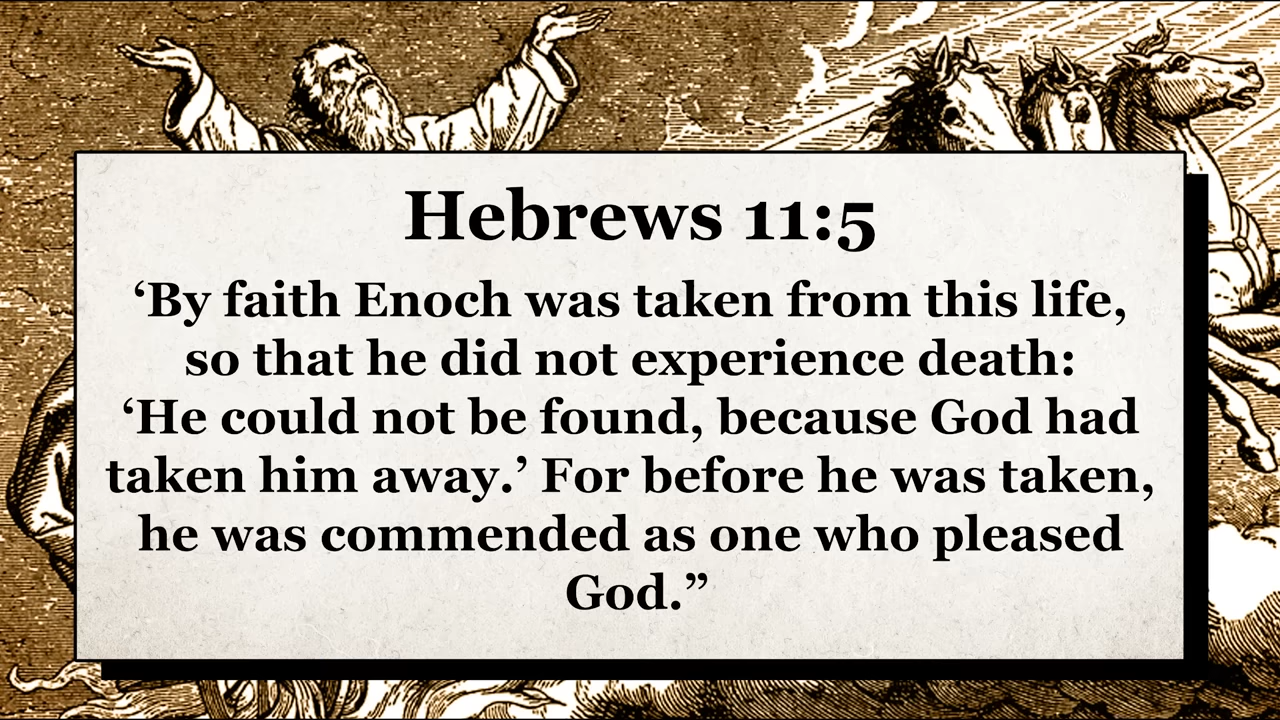 Hebrews 11:5
‘By faith Enoch was taken from this life,
so that he did not experience death:
‘He could not be found, because God had
taken him away.’ For before he was taken,
he was commended as one who pleased
God.”